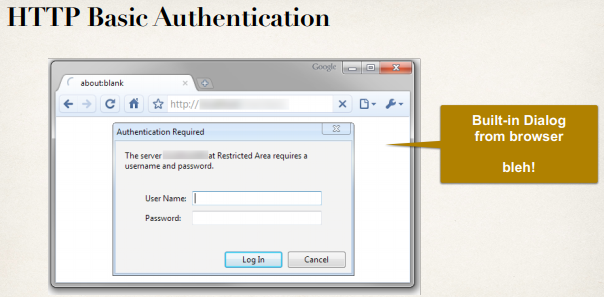 HTTP Basic Authentication
Google
about:blank
http://
Authentication Required
The server at Restricted Area requires a
username and password.
User Name:
Password:
Log In
Cancel
Built-in Dialog
from browser
bleh!